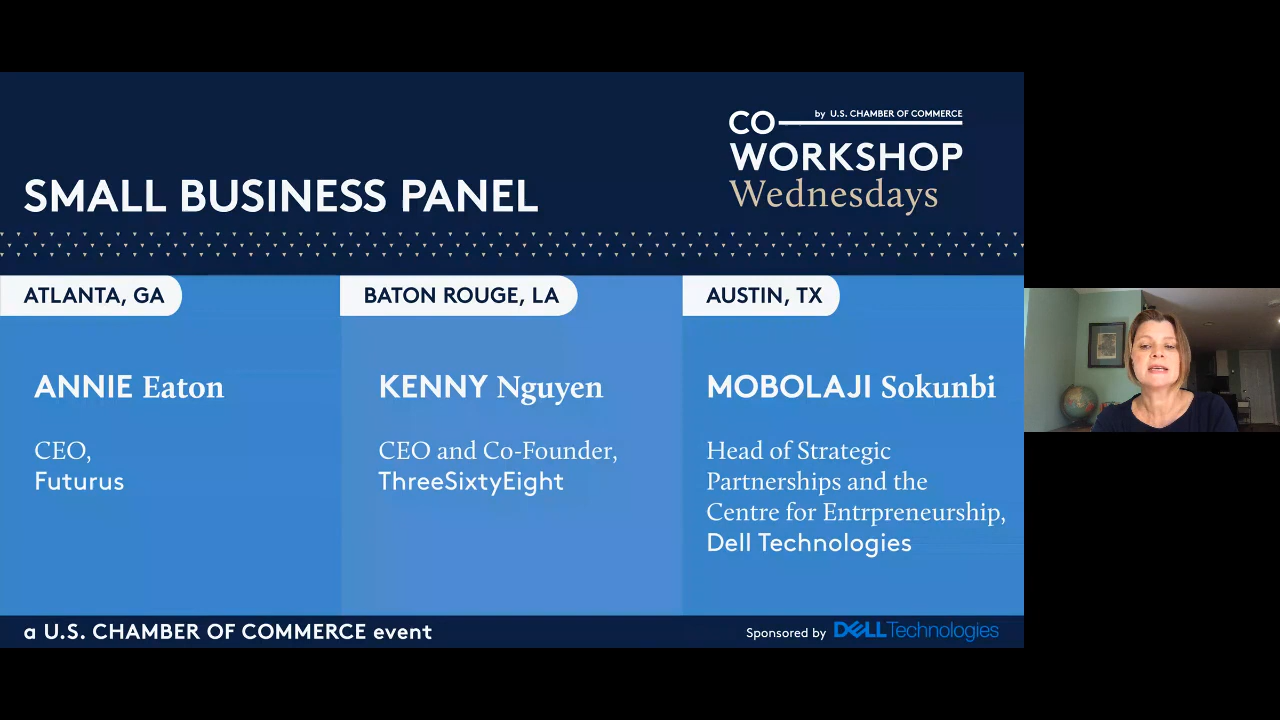 CO
by U.S. CHAMBER OF COMMERCE
WORKSHOP
Wednesdays
SMALL BUSINESS PANEL
ATLANTA, GA
ANNIE Eaton
CEO,
Futurus
BATON ROUGE, LA
KENNY Nguyen
CEO and Co-Founder,
ThreeSixtyEight
AUSTIN, TX
MOBOLAJI Sokunbi
Head of Strategic
Partnerships and the
Centre for Entrpreneurship,
Dell Technologies
a U.S. CHAMBER OF COMMERCE event
Sponsored by DELL Technologies